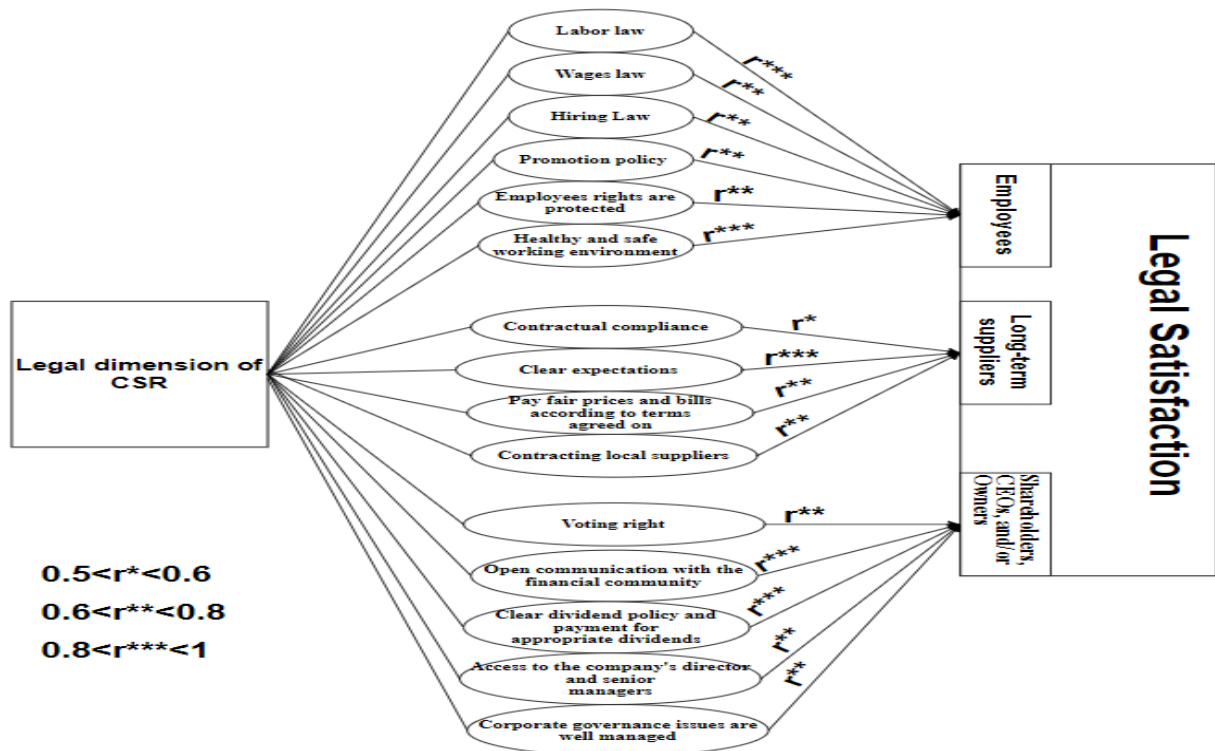 Labor law
r***
Wages law
r**
Hiring Law
r**
Promotion policy
r**
Employees rights are
protected
r**
Healthy and safe
working environment
r***
Employees
Legal dimension of
CSR
Contractual compliance
r*
Clear expectations
r***
Pay fair prices and bills
according to terms
agreed on
r**
Contracting local suppliers
r**
Long-term
suppliers
Legal Satisfaction
Voting right
r**
Open communication with the
financial community
r***
Clear dividend policy and
payment for
appropriate dividends
r***
Access to the company's director
and senior
managers
r**
Corporate governance issues are
well managed
r**
Shareholders,
CEOs, and/or
Owners
0.5<r*<0.6
0.6<r**<0.8
0.8<r***<1